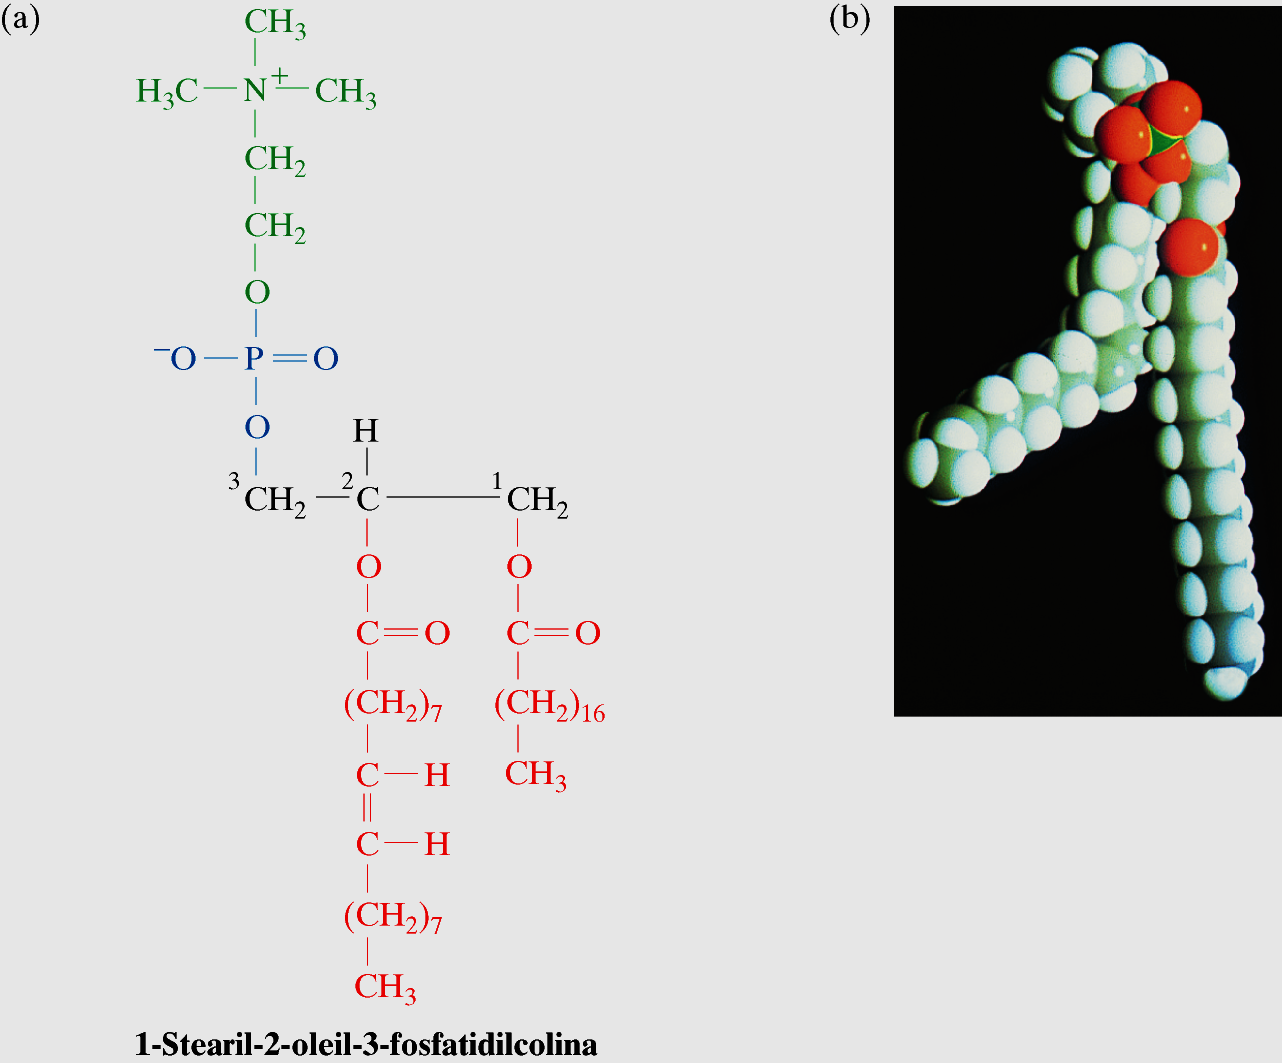 (a)
(b)
CH₃
H₃C—N⁺—CH₃
CH₂
CH₂
O
⁻O—P=O
O
H
³CH₂—²C—¹CH₂
O O
C=O C=O
(CH₂)₇ (CH₂)₁₆
C—H CH₃
C—H
(CH₂)₇
CH₃
1-Stearil-2-oleil-3-fosfatidilcolina